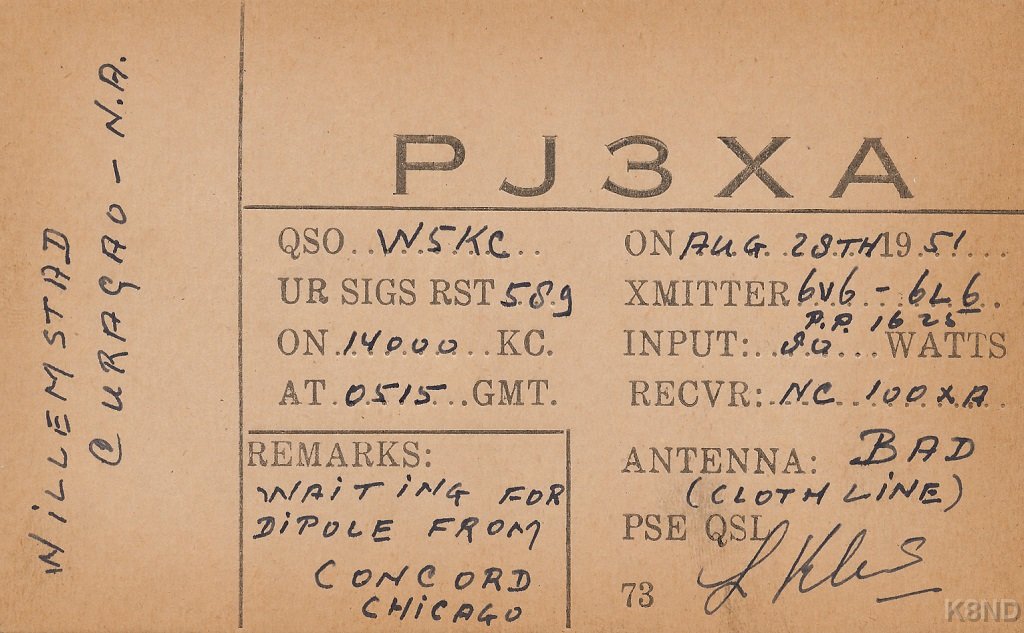 WiLLEMSTAD
CURAÇAO - N.A.
PJ3XA
QSO..W5KC..
ON AUG. 28TH 19 51...
UR SIGS RST 589
XMITTER 6V6 - 6L6..
P.A. 1625
ON.14000...KC.
INPUT:..80...WATTS
AT.0515...GMT.
RECVR:.NC.100XA
REMARKS:
WAiTiNG FOR
DiPOLE FROM
CONCORD
CHiCAGO
ANTENNA: BAD
(CLOTH LINE)
PSE QSL
73
K8ND